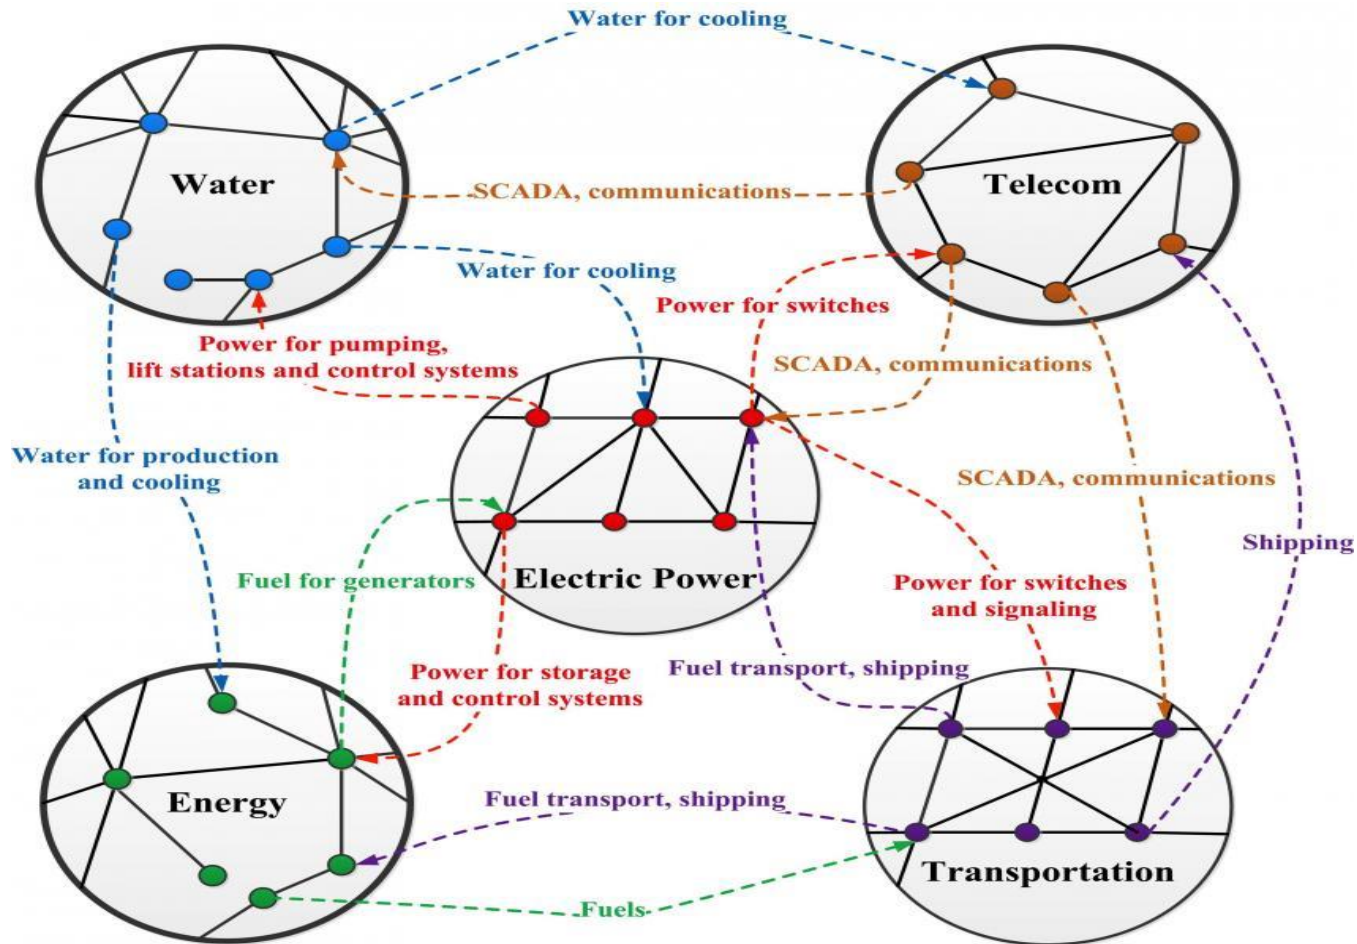 Water for cooling
Water
Telecom
SCADA, communications
Water for cooling
Power for switches
Power for pumping,
lift stations and control systems
SCADA, communications
Water for production
and cooling
SCADA, communications
Shipping
Fuel for generators
Electric Power
Power for switches
and signaling
Power for storage
and control systems
Fuel transport, shipping
Energy
Fuel transport, shipping
Transportation
Fuels